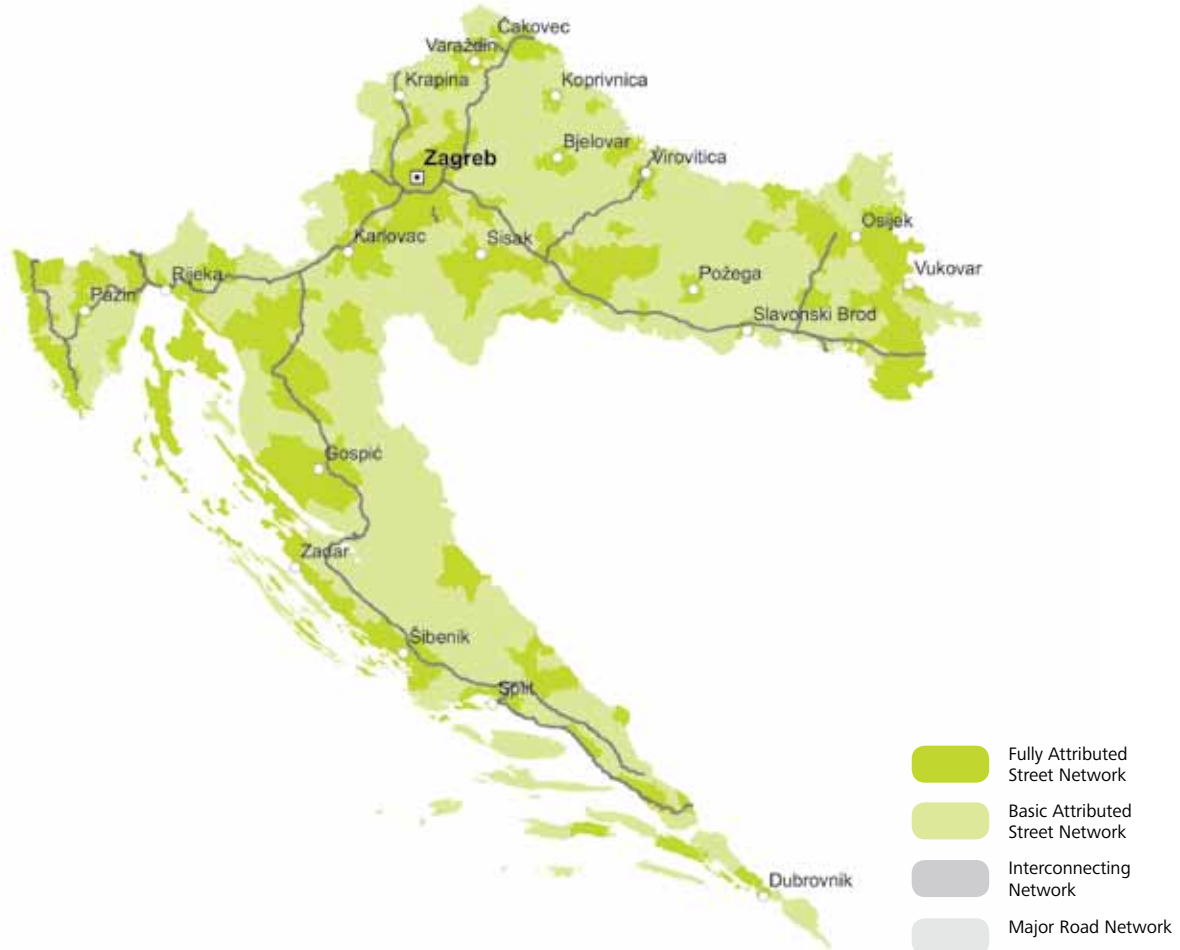 Čakovec
Varaždin
Krapina
Koprivnica
Bjelovar
Zagreb
Virovitica
Osijek
Karlovac
Sisak
Rijeka
Požega
Vukovar
Pazin
Slavonski Brod
Gospić
Zadar
Šibenik
Split
Dubrovnik
Fully Attributed
Street Network
Basic Attributed
Street Network
Interconnecting
Network
Major Road Network